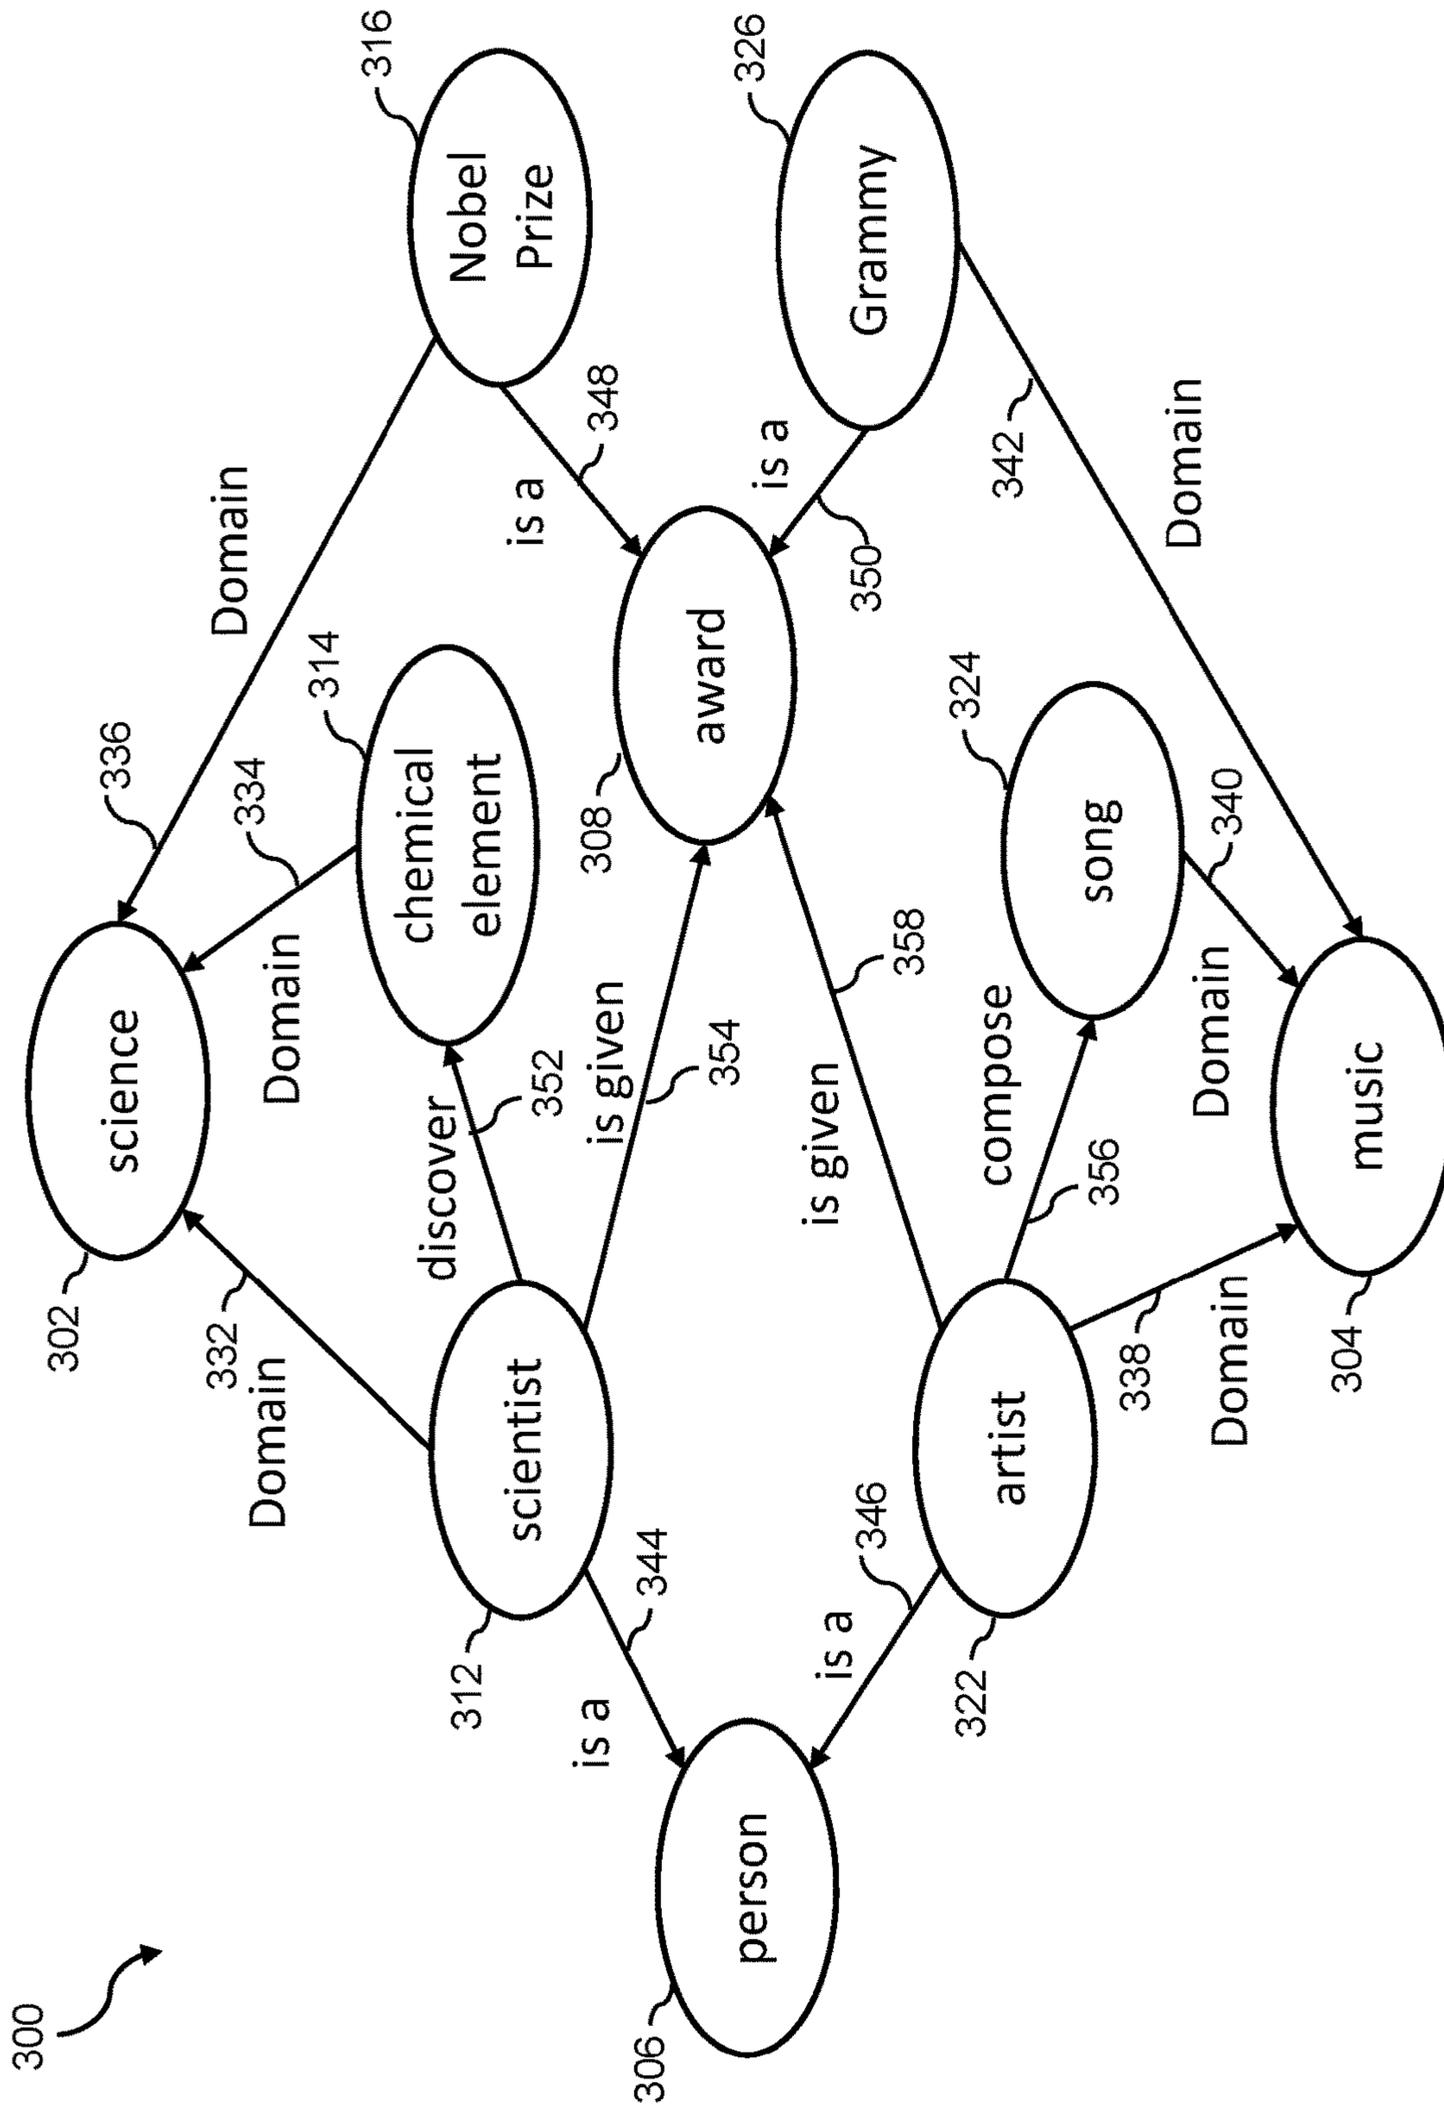 300
science
302
Domain
336
Domain
332
Domain
334
chemical
element
314
Nobel
Prize
316
discover
352
scientist
312
is given
354
is a
348
is a
344
award
308
person
306
is a
346
is given
358
is a
350
Grammy
326
artist
322
compose
356
song
324
Domain
338
Domain
340
342
Domain
music
304